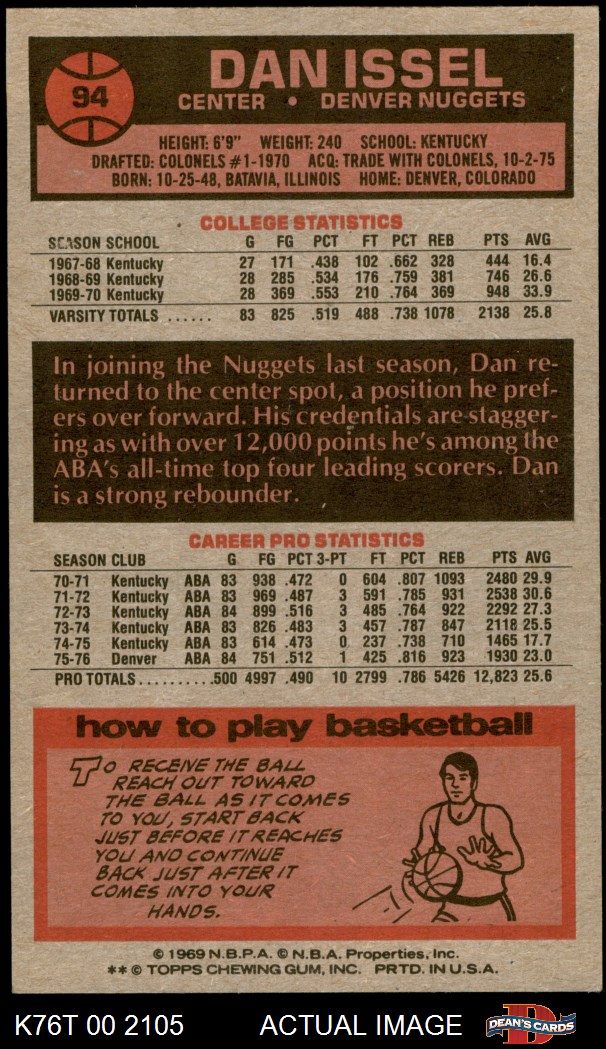 94
DAN ISSEL
CENTER • DENVER NUGGETS
HEIGHT: 6'9" WEIGHT: 240 SCHOOL: KENTUCKY
DRAFTED: COLONELS #1-1970 ACQ: TRADE WITH COLONELS, 10-2-75
BORN: 10-25-48, BATAVIA, ILLINOIS HOME: DENVER, COLORADO
COLLEGE STATISTICS
SEASON SCHOOL G FG PCT FT PCT REB PTS AVG
1967-68 Kentucky 27 171 .438 102 .662 328 444 16.4
1968-69 Kentucky 28 285 .534 176 .759 381 746 26.6
1969-70 Kentucky 28 369 .553 210 .764 369 948 33.9
VARSITY TOTALS ...... 83 825 .519 488 .738 1078 2138 25.8
In joining the Nuggets last season, Dan re-
turned to the center spot, a position he pref-
ers over forward. His credentials are stagger-
ing as with over 12,000 points he's among the
ABA's all-time top four leading scorers. Dan
is a strong rebounder.
CAREER PRO STATISTICS
SEASON CLUB G FG PCT 3-PT FT PCT REB PTS AVG
70-71 Kentucky ABA 83 938 .472 0 604 .807 1093 2480 29.9
71-72 Kentucky ABA 83 969 .487 3 591 .785 931 2538 30.6
72-73 Kentucky ABA 84 899 .516 3 485 .764 922 2292 27.3
73-74 Kentucky ABA 83 826 .483 3 457 .787 847 2118 25.5
74-75 Kentucky ABA 83 614 .473 0 237 .738 710 1465 17.7
75-76 Denver ABA 84 751 .512 1 425 .816 923 1930 23.0
PRO TOTALS.......... 500 4997 .490 10 2799 .786 5426 12,823 25.6
how to play basketball
TO RECEIVE THE BALL
REACH OUT TOWARD
THE BALL AS IT COMES
TO YOU, START BACK
JUST BEFORE IT REACHES
YOU AND CONTINUE
BACK JUST AFTER IT
COMES INTO YOUR
HANDS.
© 1969 N.B.P.A. © N.B.A. Properties, Inc.
** © TOPPS CHEWING GUM, INC. PRTD. IN U.S.A.
K76T 00 2105 ACTUAL IMAGE
D
DEAN'S CARDS